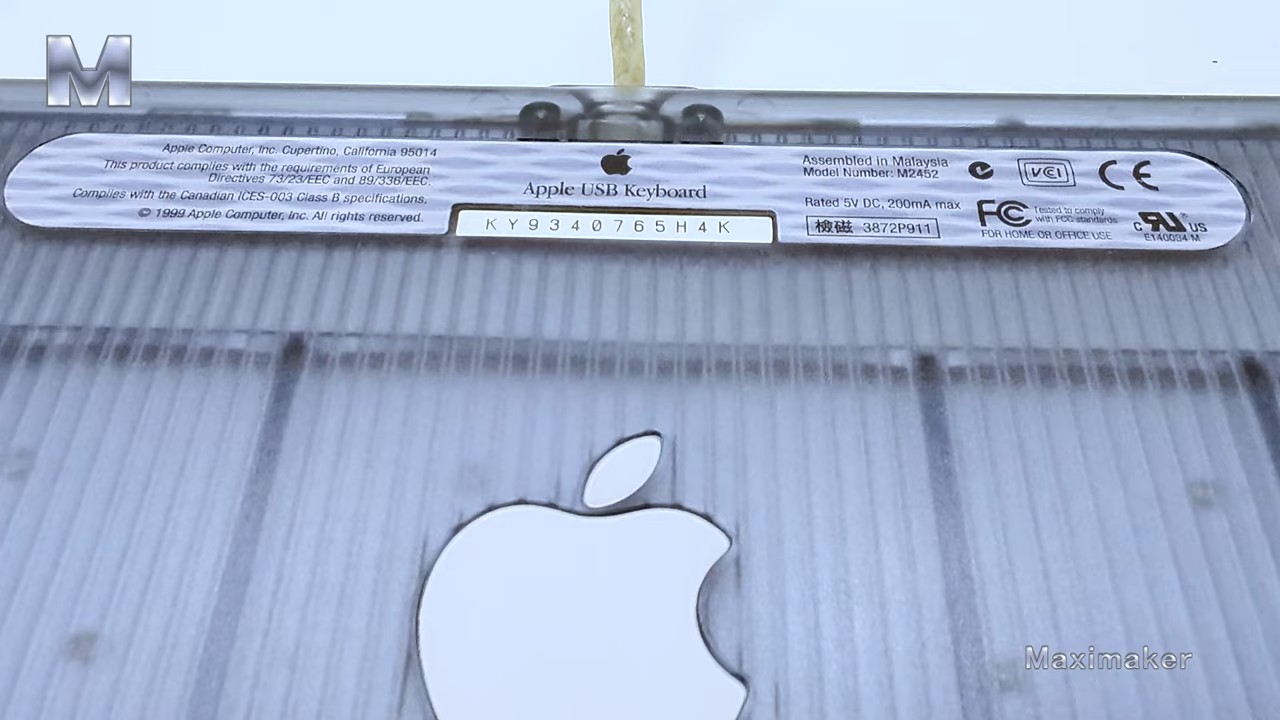 M
Apple Computer, Inc. Cupertino, California 95014
This product complies with the requirements of European
Directives 73/23/EEC and 89/336/EEC.
Complies with the Canadian ICES-003 Class B specifications.
© 1999 Apple Computer, Inc. All rights reserved.
Apple USB Keyboard
KY9340765H4K
Assembled in Malaysia
Model Number: M2452
Rated 5V DC, 200mA max
檢磁 3872P911
VCI
CE
FC Tested to comply
with FCC standards
FOR HOME OR OFFICE USE
c RU® US
E140034 M
Maximaker